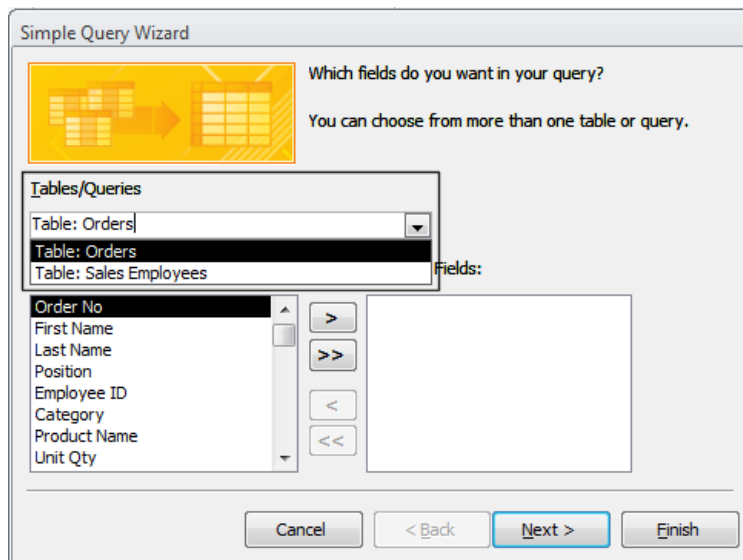 Simple Query Wizard
Which fields do you want in your query?
You can choose from more than one table or query.
Tables/Queries
Table: Orders
Table: Orders
Table: Sales Employees
Fields:
Order No
First Name
Last Name
Position
Employee ID
Category
Product Name
Unit Qty
>
>>
<
<<
Cancel
< Back
Next >
Finish